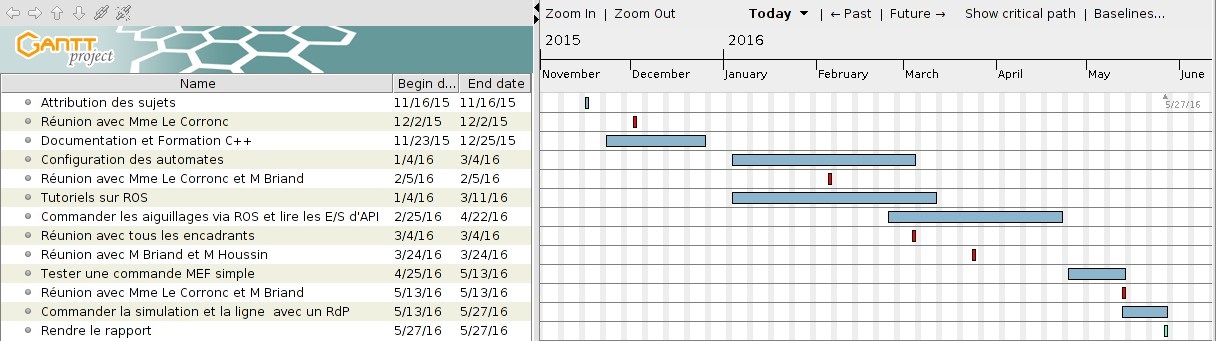 Zoom In | Zoom Out Today | ← Past | Future → Show critical path | Baselines...
GANTT project
2015 2016
Name Begin d... End date
November December January February March April May June
Attribution des sujets 11/16/15 11/16/15
5/27/16
Réunion avec Mme Le Corronc 12/2/15 12/2/15
Documentation et Formation C++ 11/23/15 12/25/15
Configuration des automates 1/4/16 3/4/16
Réunion avec Mme Le Corronc et M Briand 2/5/16 2/5/16
Tutoriels sur ROS 1/4/16 3/11/16
Commander les aiguillages via ROS et lire les E/S d'API 2/25/16 4/22/16
Réunion avec tous les encadrants 3/4/16 3/4/16
Réunion avec M Briand et M Houssin 3/24/16 3/24/16
Tester une commande MEF simple 4/25/16 5/13/16
Réunion avec Mme Le Corronc et M Briand 5/13/16 5/13/16
Commander la simulation et la ligne avec un RdP 5/13/16 5/27/16
Rendre le rapport 5/27/16 5/27/16